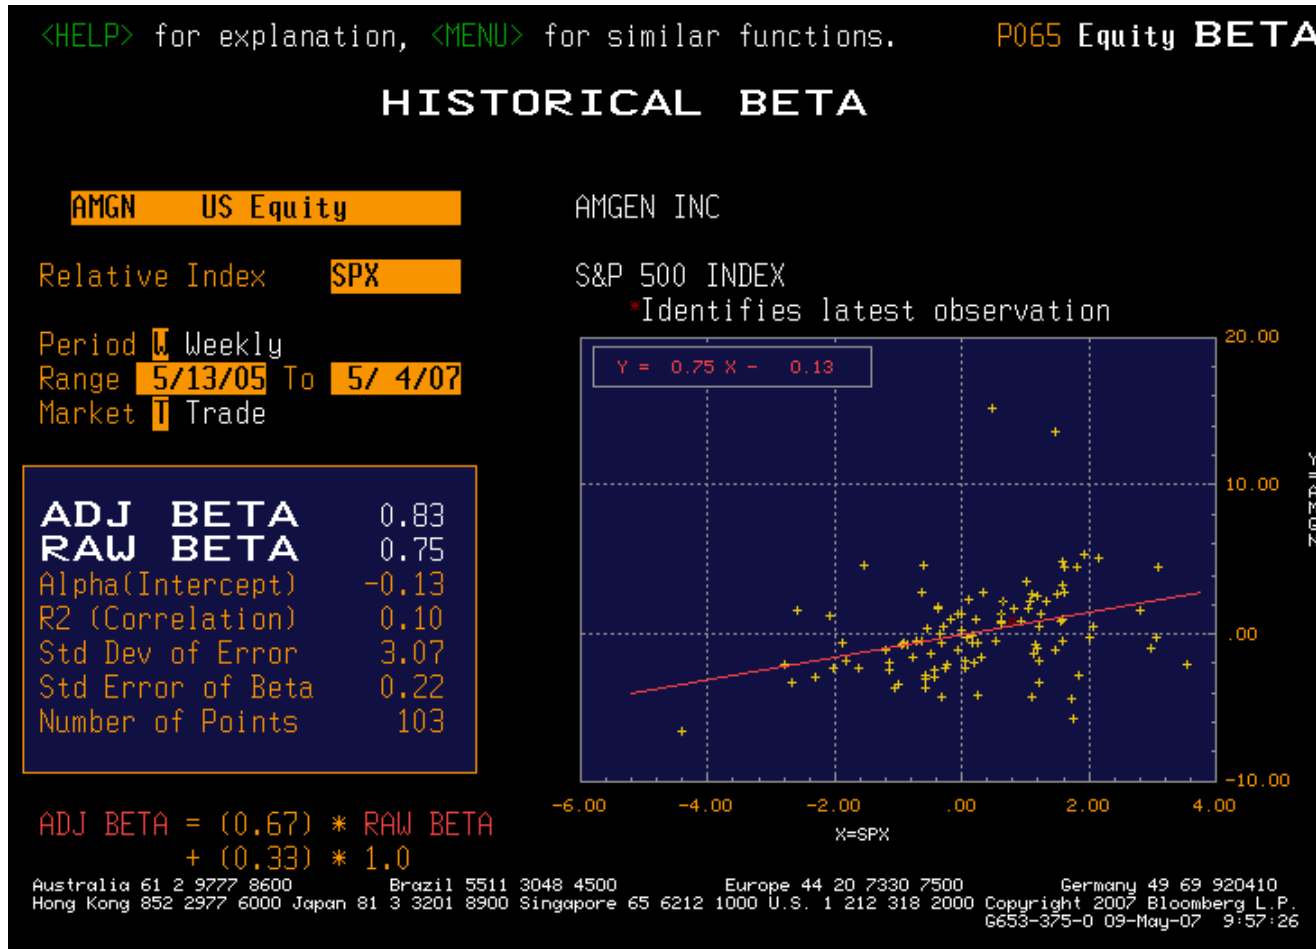 <HELP> for explanation, <MENU> for similar functions. P065 Equity BETA
HISTORICAL BETA
AMGN US Equity
AMGEN INC
Relative Index SPX
S&P 500 INDEX
*Identifies latest observation
Period W Weekly
Range 5/13/05 To 5/ 4/07
Market T Trade
Y = 0.75 X - 0.13
20.00
10.00
.00
-10.00
Y=AMGN
-6.00 -4.00 -2.00 .00 2.00 4.00
X=SPX
ADJ BETA 0.83
RAW BETA 0.75
Alpha(Intercept) -0.13
R2 (Correlation) 0.10
Std Dev of Error 3.07
Std Error of Beta 0.22
Number of Points 103
ADJ BETA = (0.67) * RAW BETA
+ (0.33) * 1.0
Australia 61 2 9777 8600 Brazil 5511 3048 4500 Europe 44 20 7330 7500 Germany 49 69 920410
Hong Kong 852 2977 6000 Japan 81 3 3201 8900 Singapore 65 6212 1000 U.S. 1 212 318 2000 Copyright 2007 Bloomberg L.P.
G653-375-0 09-May-07 9:57:26